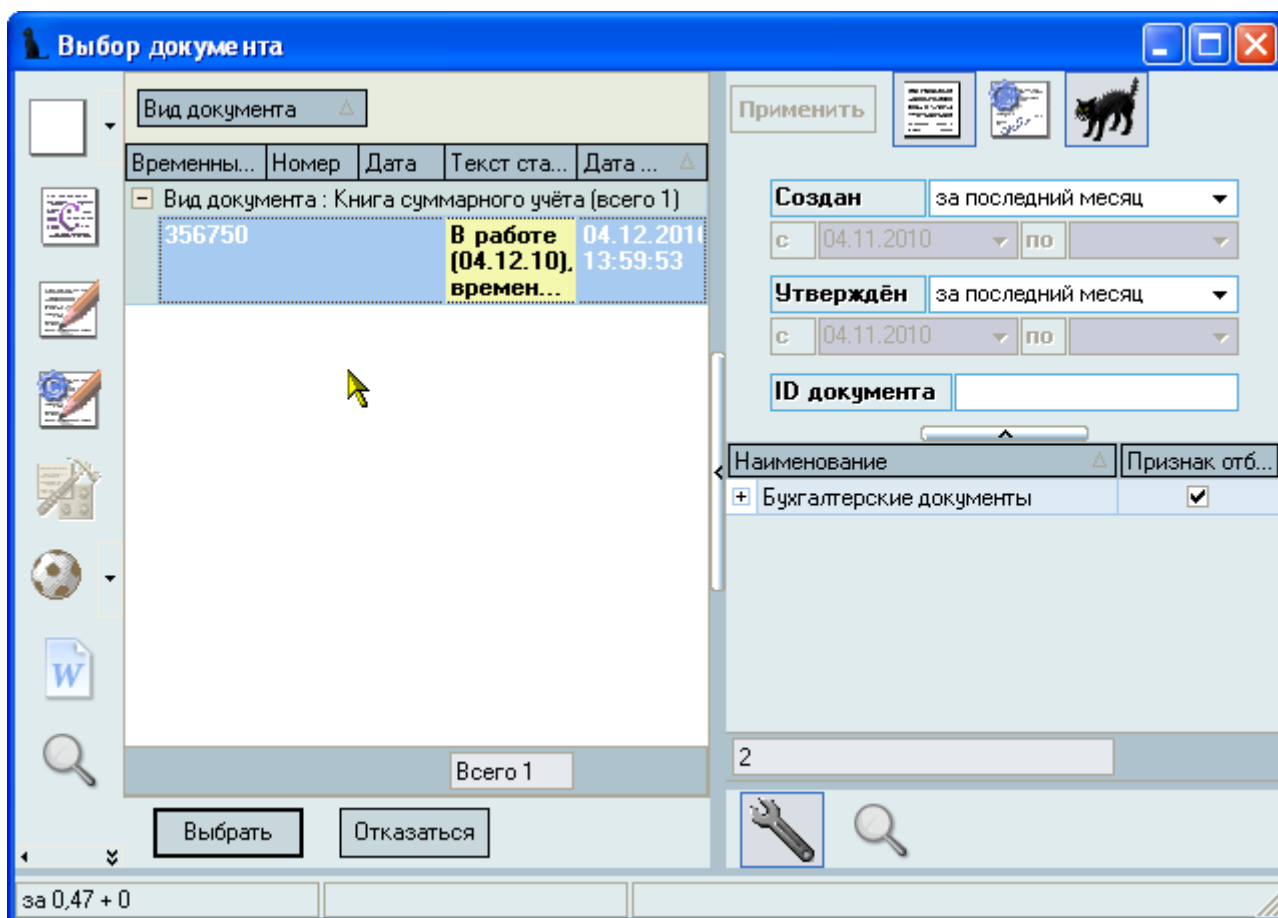 Выбор документа
Вид документа
Временны... Номер Дата Текст ста... Дата ...
Вид документа : Книга суммарного учёта (всего 1)
356750 В работе 04.12.2010
(04.12.10), 13:59:53
времен...
Всего 1
Выбрать Отказаться
за 0,47 + 0
Применить
Создан за последний месяц
с 04.11.2010 по
Утверждён за последний месяц
с 04.11.2010 по
ID документа
Наименование Признак отб...
Бухгалтерские документы
2